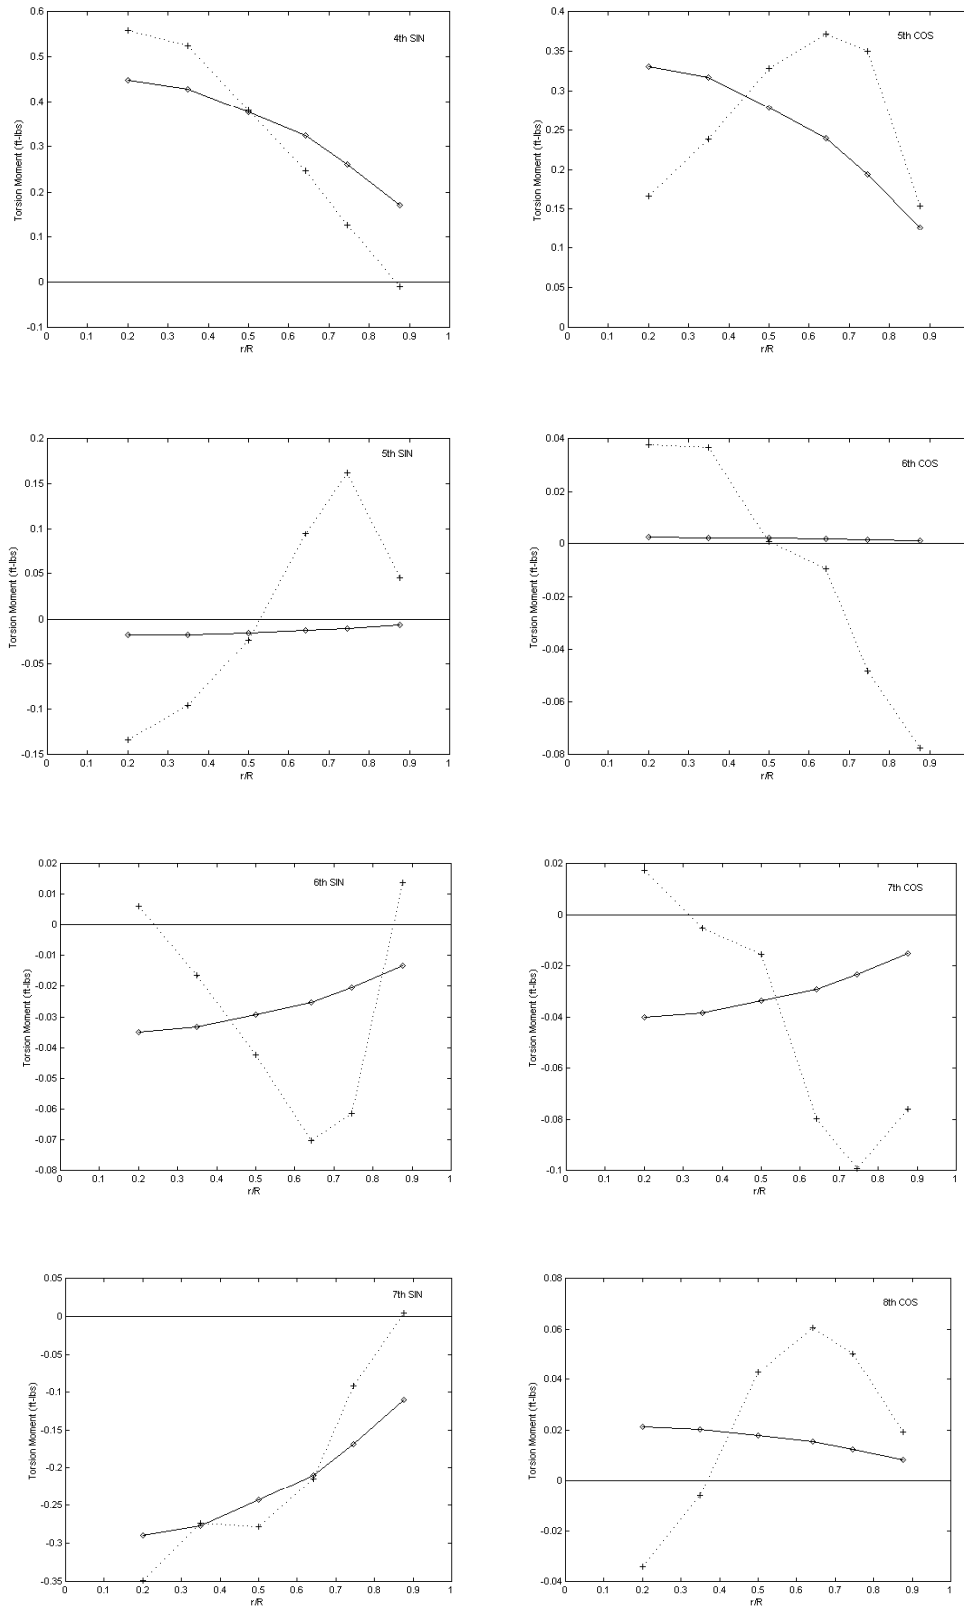 4th SIN
Torsion Moment (ft-lbs)
0.6
0.5
0.4
0.3
0.2
0.1
0
-0.1
0 0.1 0.2 0.3 0.4 0.5 0.6 0.7 0.8 0.9 1
r/R
5th COS
Torsion Moment (ft-lbs)
0.4
0.35
0.3
0.25
0.2
0.15
0.1
0.05
0
0 0.1 0.2 0.3 0.4 0.5 0.6 0.7 0.8 0.9
r/R
5th SIN
Torsion Moment (ft-lbs)
0.2
0.15
0.1
0.05
0
-0.05
-0.1
-0.15
0 0.1 0.2 0.3 0.4 0.5 0.6 0.7 0.8 0.9 1
r/R
6th COS
Torsion Moment (ft-lbs)
0.04
0.02
0
-0.02
-0.04
-0.06
-0.08
0 0.1 0.2 0.3 0.4 0.5 0.6 0.7 0.8 0.9
r/R
6th SIN
Torsion Moment (ft-lbs)
0.02
0.01
0
-0.01
-0.02
-0.03
-0.04
-0.05
-0.06
-0.07
-0.08
0 0.1 0.2 0.3 0.4 0.5 0.6 0.7 0.8 0.9 1
r/R
7th COS
Torsion Moment (ft-lbs)
0.02
0
-0.02
-0.04
-0.06
-0.08
-0.1
0 0.1 0.2 0.3 0.4 0.5 0.6 0.7 0.8 0.9 1
r/R
7th SIN
Torsion Moment (ft-lbs)
0.05
0
-0.05
-0.1
-0.15
-0.2
-0.25
-0.3
-0.35
0 0.1 0.2 0.3 0.4 0.5 0.6 0.7 0.8 0.9 1
r/R
8th COS
Torsion Moment (ft-lbs)
0.08
0.06
0.04
0.02
0
-0.02
-0.04
0 0.1 0.2 0.3 0.4 0.5 0.6 0.7 0.8 0.9 1
r/R